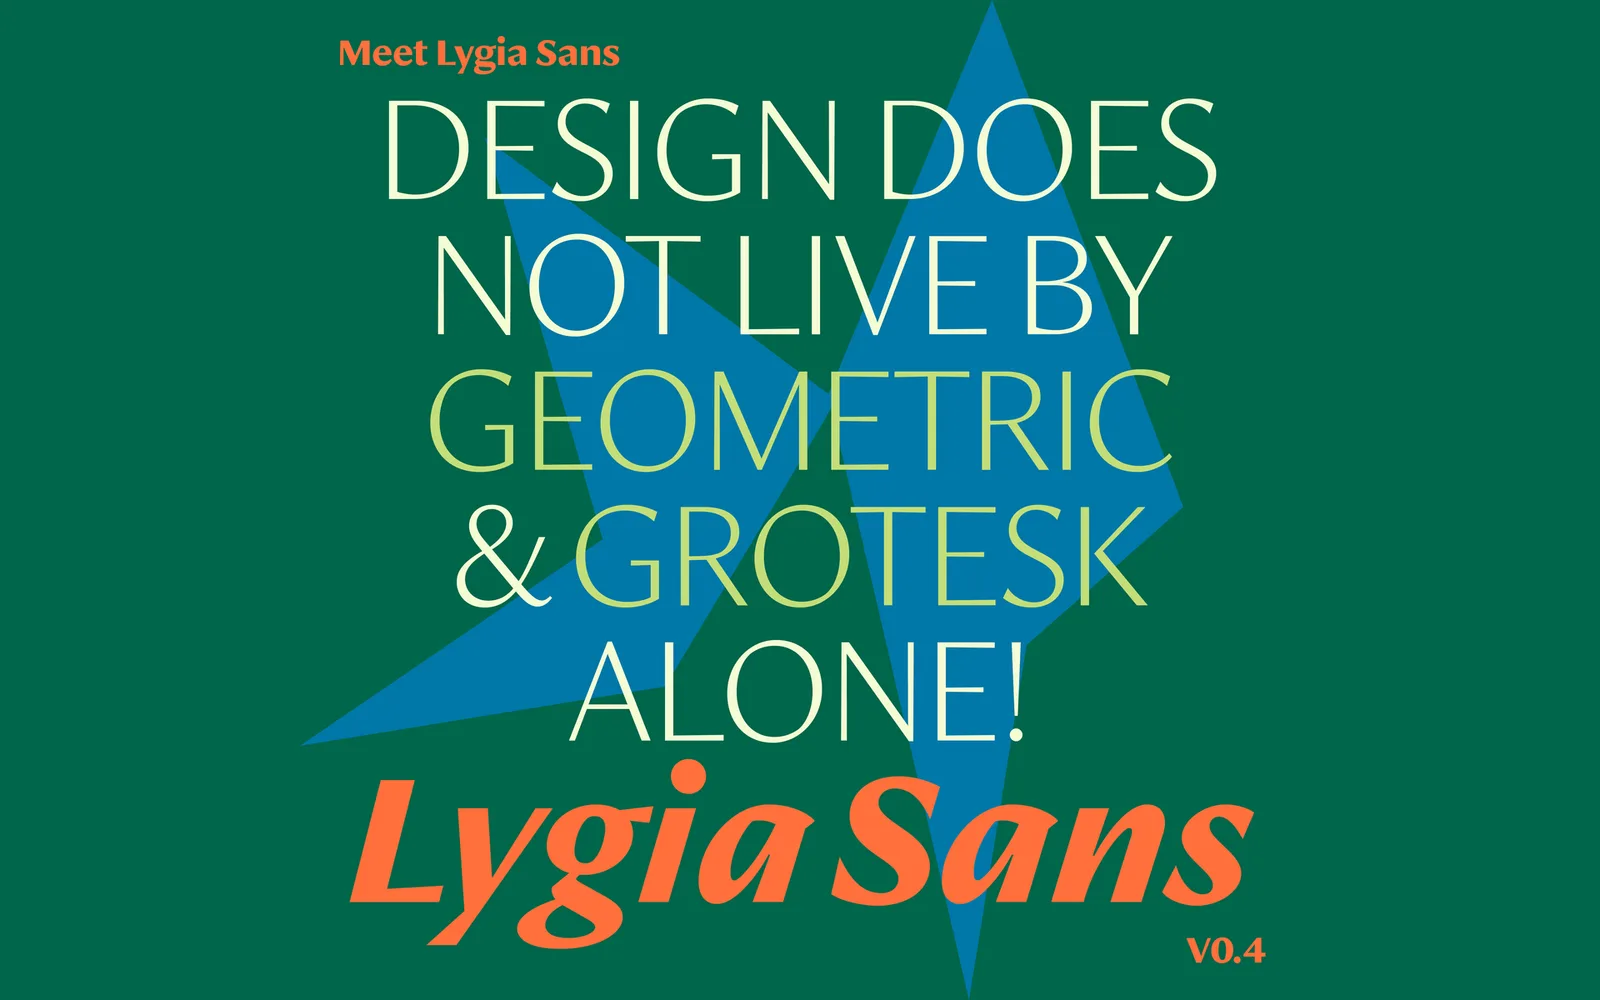 Meet Lygia Sans
DESIGN DOES
NOT LIVE BY
GEOMETRIC
& GROTESK
ALONE!
Lygia Sans
V0.4